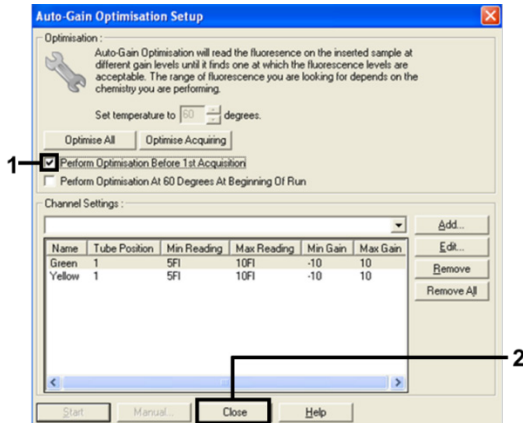 Auto-Gain Optimisation Setup
Optimisation :
Auto-Gain Optimisation will read the fluoresence on the inserted sample at
different gain levels until it finds one at which the fluorescence levels are
acceptable. The range of fluorescence you are looking for depends on the
chemistry you are performing.
Set temperature to 60 degrees.
Optimise All Optimise Acquiring
1 Perform Optimisation Before 1st Acquisition
Perform Optimisation At 60 Degrees At Beginning Of Run
Channel Settings :
Add...
Name Tube Position Min Reading Max Reading Min Gain Max Gain Edit...
Green 1 5Fl 10Fl -10 10
Yellow 1 5Fl 10Fl -10 10
Remove
Remove All
2
Start Manual... Close Help